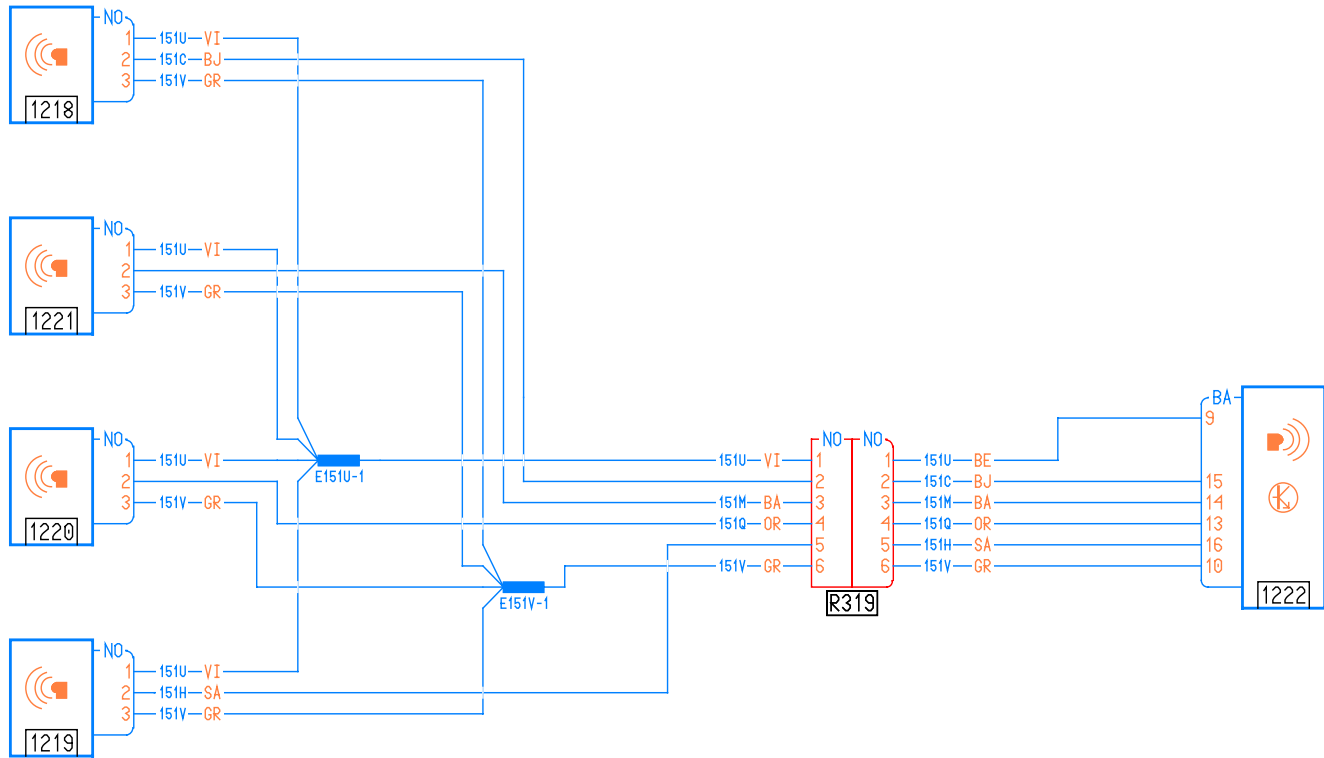 NO
1 151U VI
2 151C BJ
3 151V GR
1218
NO
1 151U VI
2
3 151V GR
1221
NO
1 151U VI
2
3 151V GR
1220
E151U-1
E151V-1
NO
1 151U VI
2 151H SA
3 151V GR
1219
NO NO
151U VI 1 1 151U BE
2 2 151C BJ
151M BA 3 3 151M BA
151Q OR 4 4 151Q OR
5 5 151H SA
151V GR 6 6 151V GR
R319
BA
9
15
14
13
16
10
1222